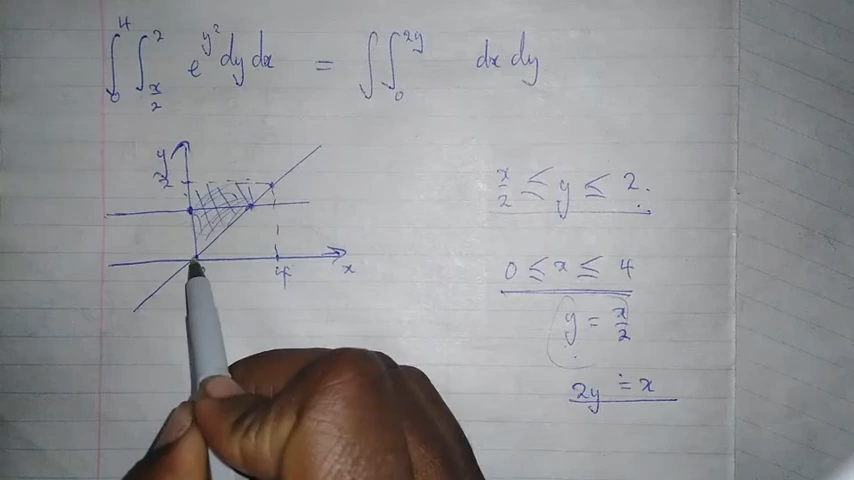 ∫₀⁴ ∫_{x/2}^{2} e^{y²} dy dx = ∫ ∫₀^{2y} dx dy
y
2
4
x
x/2 ≤ y ≤ 2.
0 ≤ x ≤ 4
y = x/2
2y = x